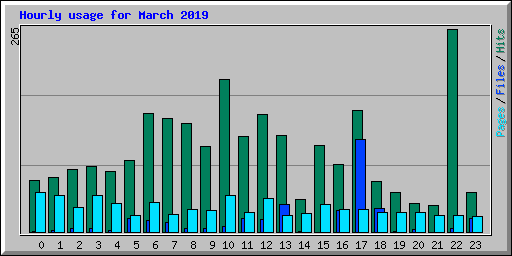 Hourly usage for March 2019
265
Pages / Files / Hits
0 1 2 3 4 5 6 7 8 9 10 11 12 13 14 15 16 17 18 19 20 21 22 23